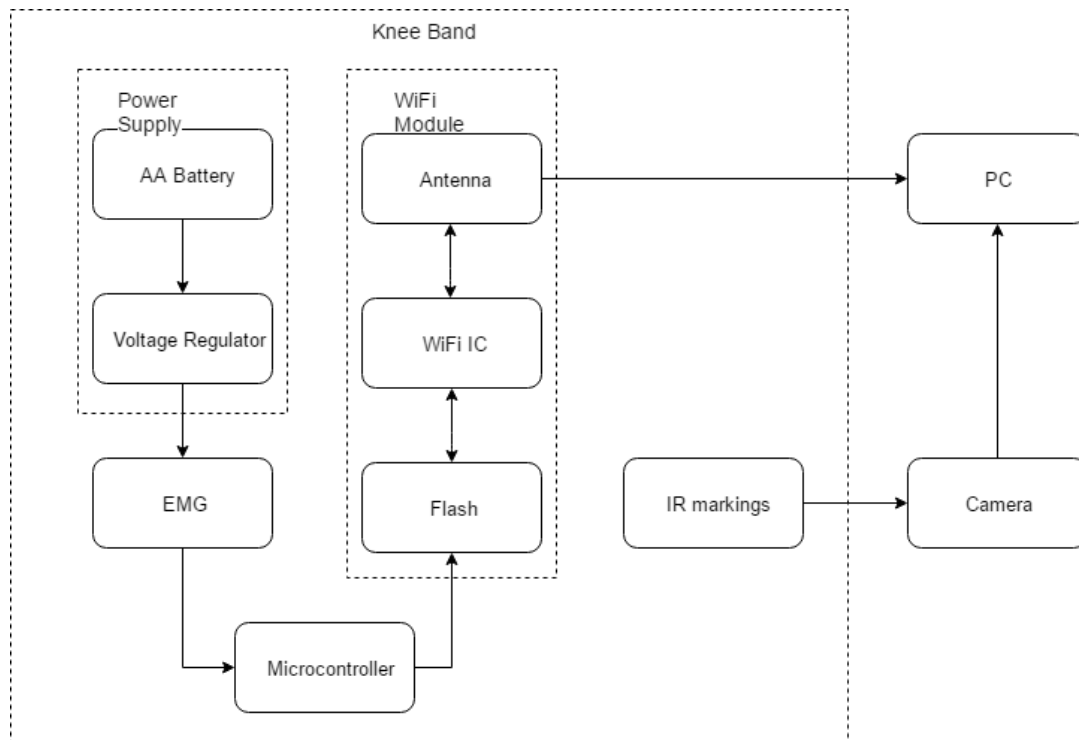 Knee Band
Power
Supply
WiFi
Module
AA Battery
Antenna
PC
Voltage Regulator
WiFi IC
EMG
Flash
IR markings
Camera
Microcontroller